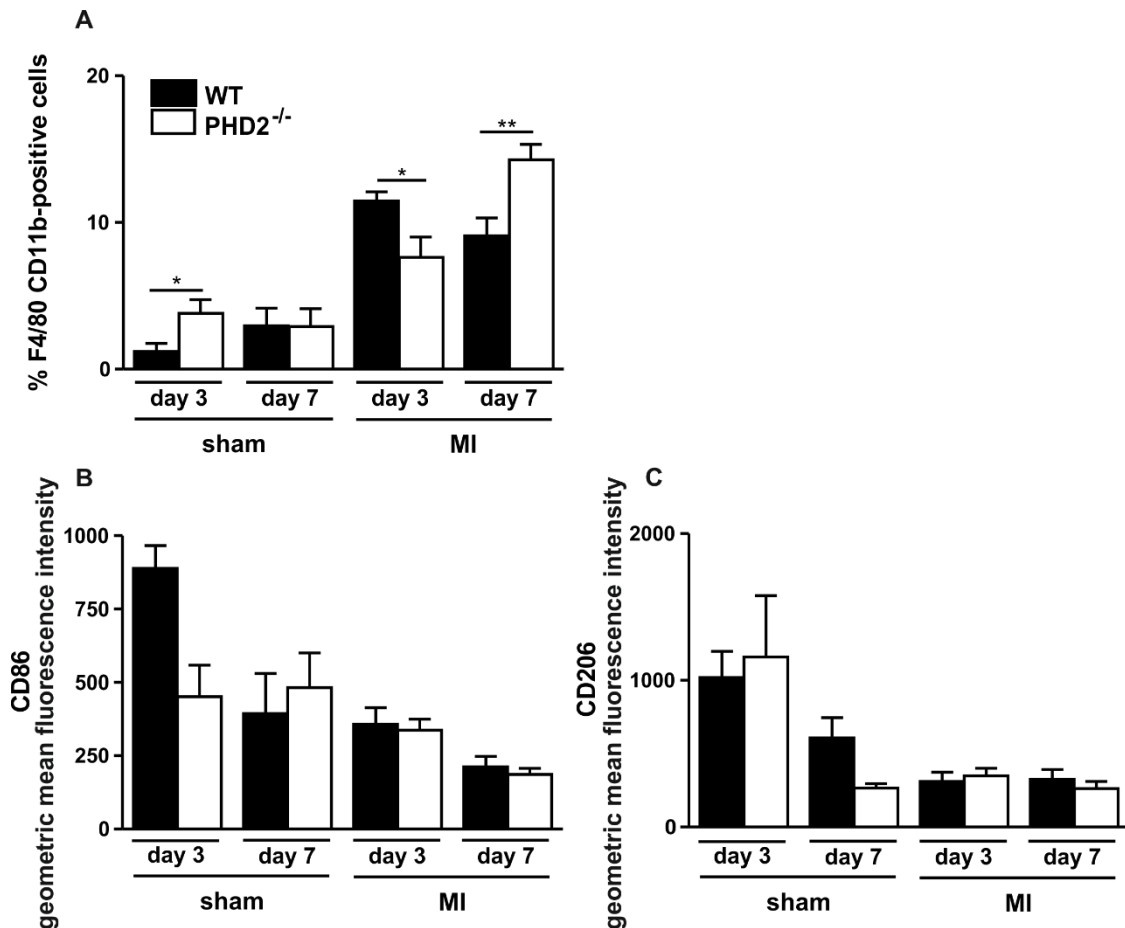 A
% F4/80 CD11b-positive cells
20
10
0
WT
PHD2-/-
*
*
**
day 3 day 7 day 3 day 7
sham MI
B
CD86
geometric mean fluorescence intensity
1000
750
500
250
0
day 3 day 7 day 3 day 7
sham MI
C
CD206
geometric mean fluorescence intensity
2000
1000
0
day 3 day 7 day 3 day 7
sham MI